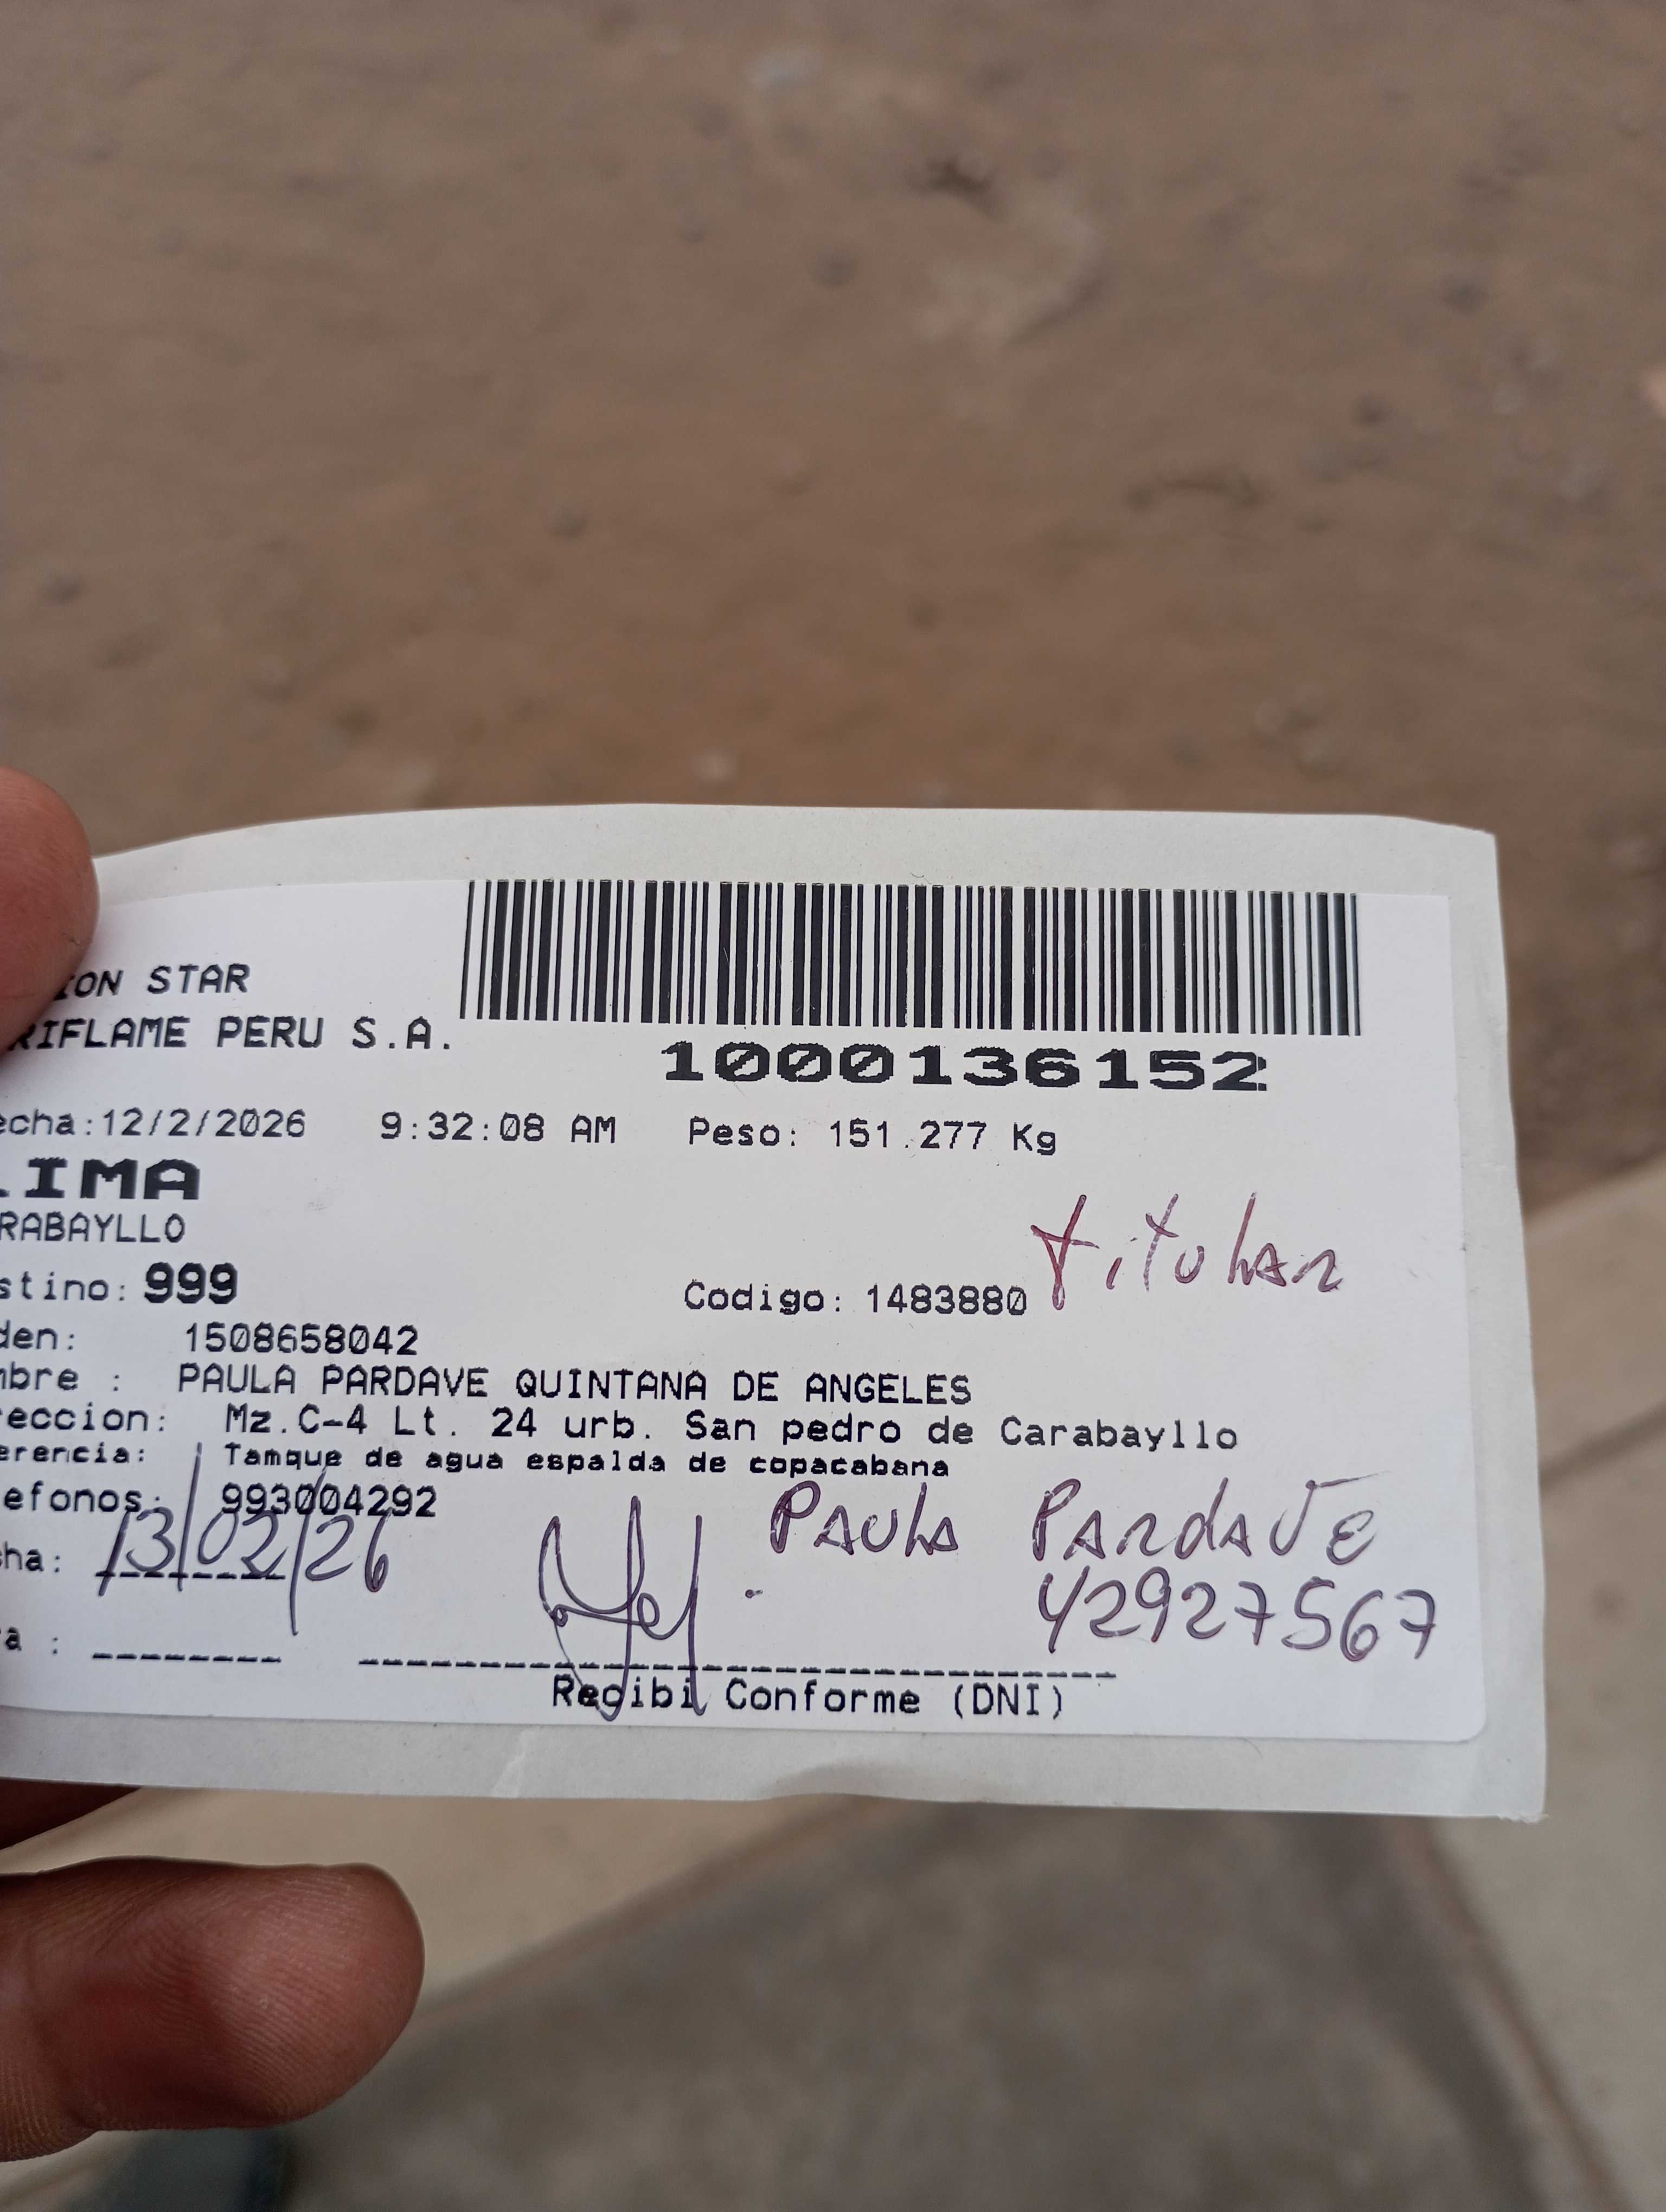 ION STAR
RIFLAME PERU S.A.
1000136152
echa:12/2/2026 9:32:08 AM Peso: 151.277 Kg
LIMA
RABAYLLO
titular
stino: 999 Codigo: 1483880
den: 1508658042
mbre : PAULA PARDAVE QUINTANA DE ANGELES
reccion: Mz.C-4 Lt. 24 urb. San pedro de Carabayllo
erencia: Tamque de agua espalda de copacabana
efonos: 993004292
Paula Pardave
cha: 13/02/26
42927567
a :
Recibi Conforme (DNI)